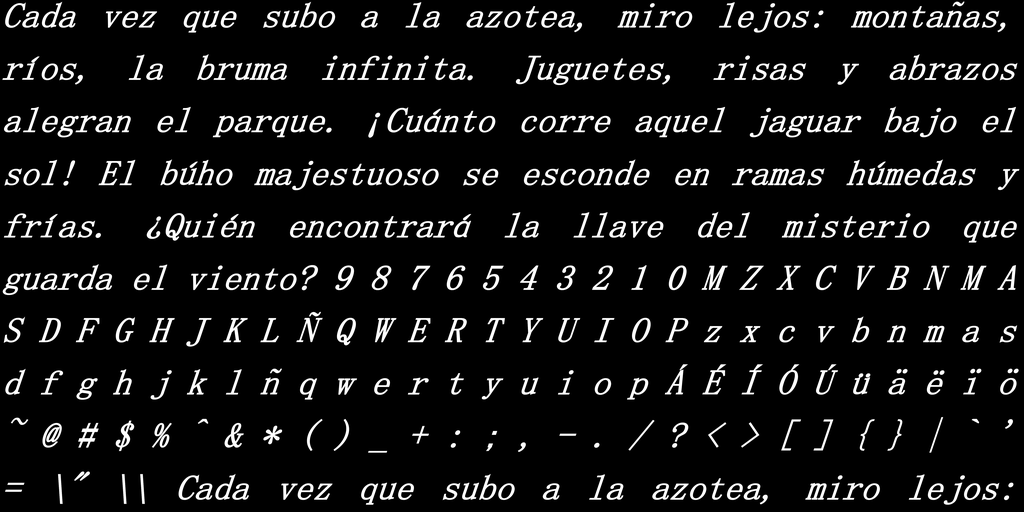 Cada vez que subo a la azotea, miro lejos: montañas,
ríos, la bruma infinita. Juguetes, risas y abrazos
alegran el parque. ¡Cuánto corre aquel jaguar bajo el
sol! El búho majestuoso se esconde en ramas húmedas y
frías. ¿Quién encontrará la llave del misterio que
guarda el viento? 9 8 7 6 5 4 3 2 1 0 M Z X C V B N M A
S D F G H J K L Ñ Q W E R T Y U I O P z x c v b n m a s
d f g h j k l ñ q w e r t y u i o p Á É Í Ó Ú ü ä ë ï ö
~ @ # $ % ^ & * ( ) _ + : ; , - . / ? < > [ ] { } | ` '
= \" \\ Cada vez que subo a la azotea, miro lejos: